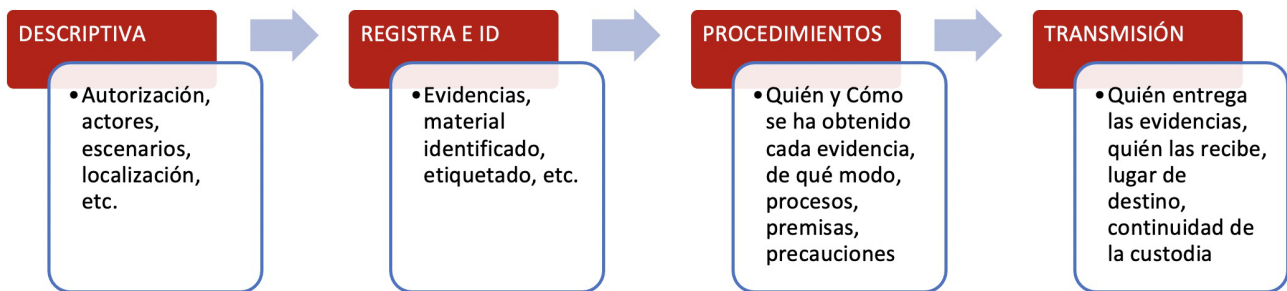 DESCRIPTIVA
•Autorización,
actores,
escenarios,
localización,
etc.
REGISTRA E ID
•Evidencias,
material
identificado,
etiquetado, etc.
PROCEDIMIENTOS
•Quién y Cómo
se ha obtenido
cada evidencia,
de qué modo,
procesos,
premisas,
precauciones
TRANSMISIÓN
•Quién entrega
las evidencias,
quién las recibe,
lugar de
destino,
continuidad de
la custodia